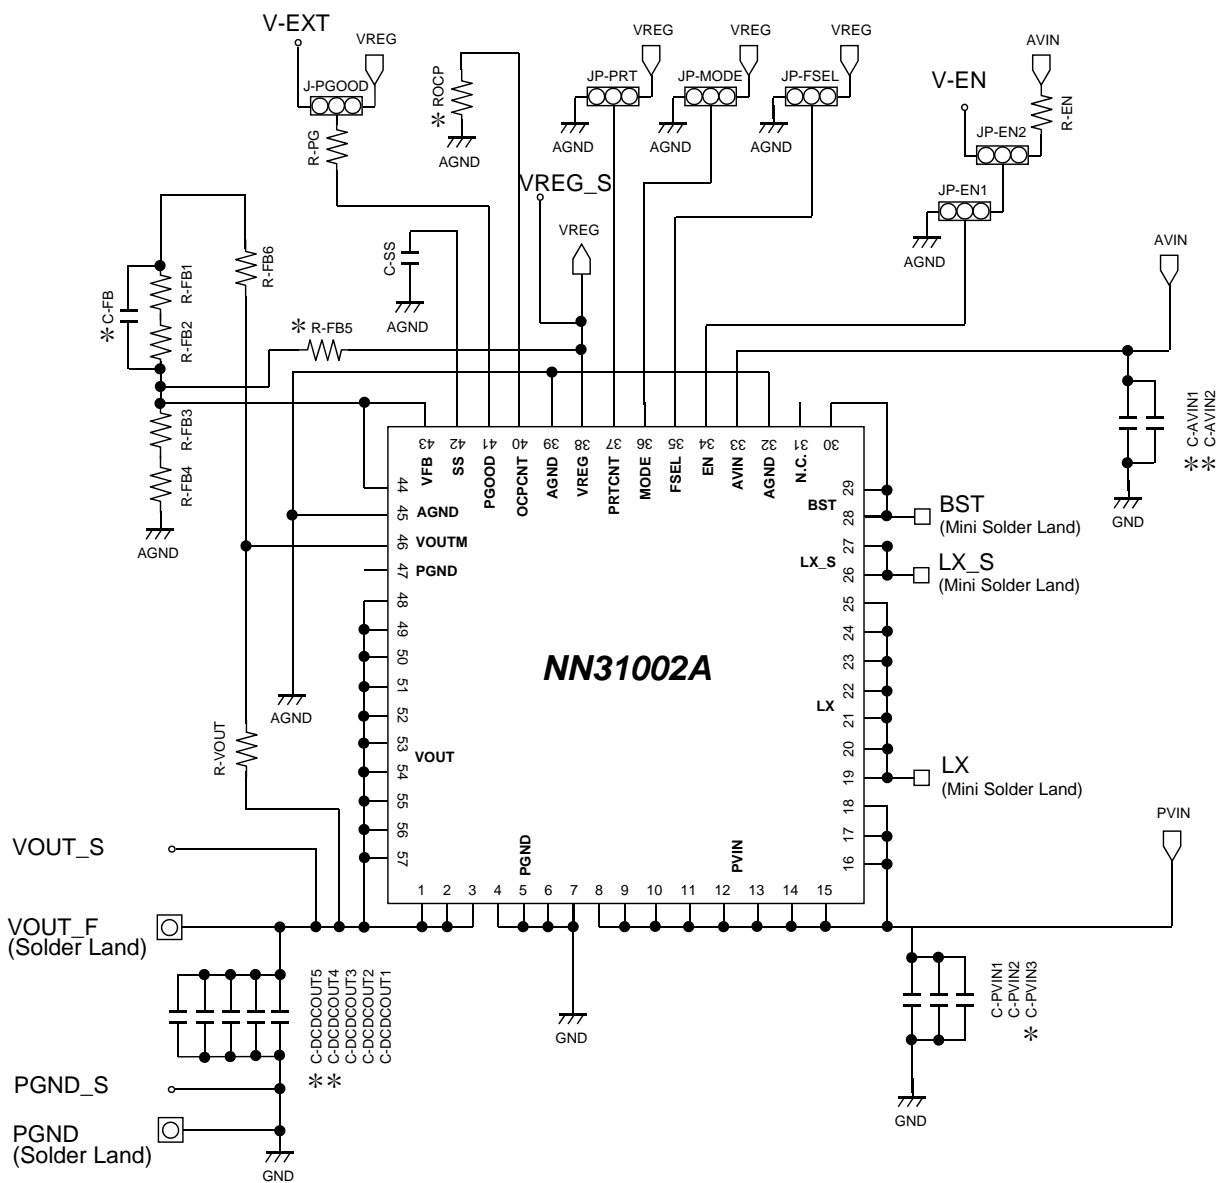 V-EXT
VREG
J-PGOOD
R-PG
* ROCP
AGND
VREG
JP-PRT
AGND
VREG
JP-MODE
AGND
VREG
JP-FSEL
AGND
AVIN
R-EN
V-EN
JP-EN2
JP-EN1
AGND
VREG_S
VREG
C-SS
AGND
AVIN
R-FB6
R-FB1
R-FB2
* C-FB
* R-FB5
R-FB3
R-FB4
AGND
* C-AVIN1
* C-AVIN2
GND
43 42 41 40 39 38 37 36 35 34 33 32 31 30
VFB SS PGOOD OCPCNT AGND VREG PRTCNT MODE FSEL EN AVIN AGND N.C.
44
45 AGND
46 VOUTM
47 PGND
48
49
50
51
52
53
VOUT
54
55
56
57
NN31002A
29
BST
28
27
LX_S
26
25
24
23
22
LX
21
20
19
18
17
16
BST
(Mini Solder Land)
LX_S
(Mini Solder Land)
LX
(Mini Solder Land)
AGND
R-VOUT
PVIN
PGND
PVIN
1 2 3 4 5 6 7 8 9 10 11 12 13 14 15
VOUT_S
VOUT_F
(Solder Land)
* C-DCDCOUT5
* C-DCDCOUT4
C-DCDCOUT3
C-DCDCOUT2
C-DCDCOUT1
GND
C-PVIN1
C-PVIN2
* C-PVIN3
GND
PGND_S
PGND
(Solder Land)
GND